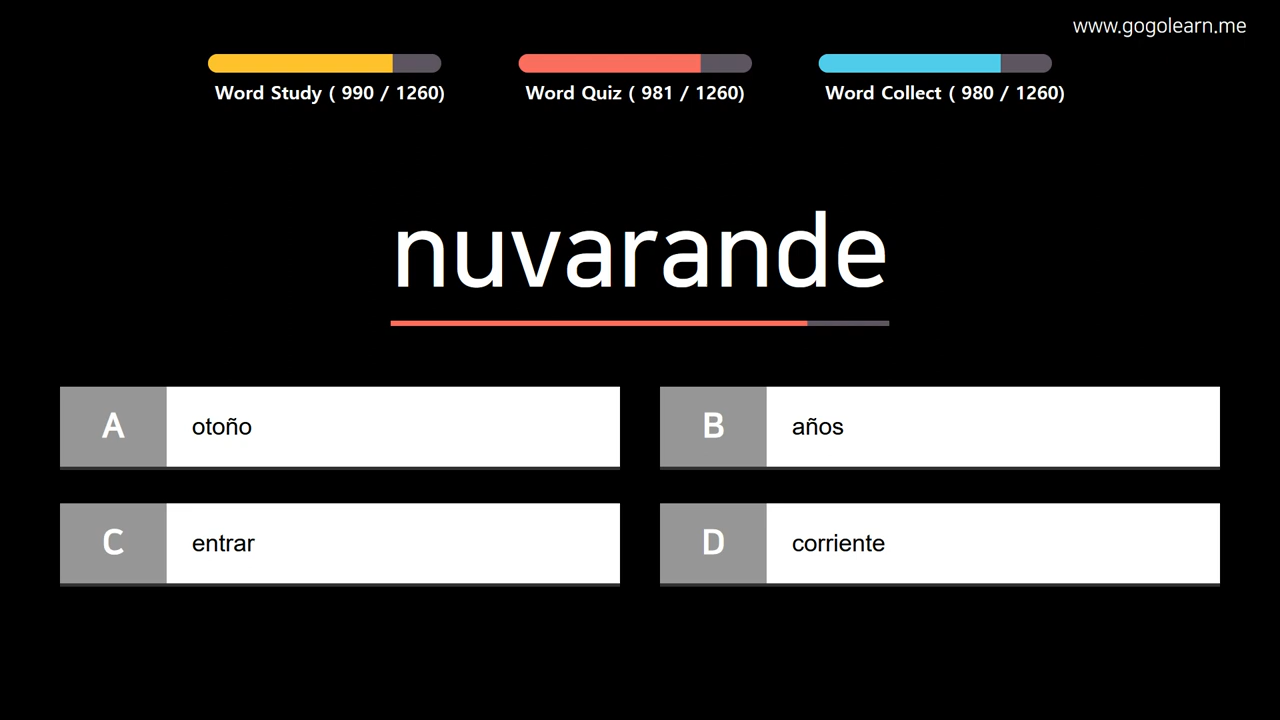 www.gogolearn.me
Word Study ( 990 / 1260)
Word Quiz ( 981 / 1260)
Word Collect ( 980 / 1260)
nuvarande
A otoño
B años
C entrar
D corriente